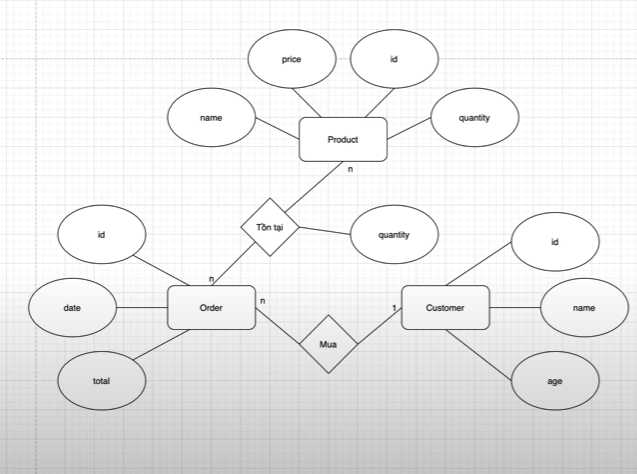 price
id
name
quantity
Product
n
Tồn tại
quantity
id
id
n
n
date
Order
1
Customer
name
Mua
total
age